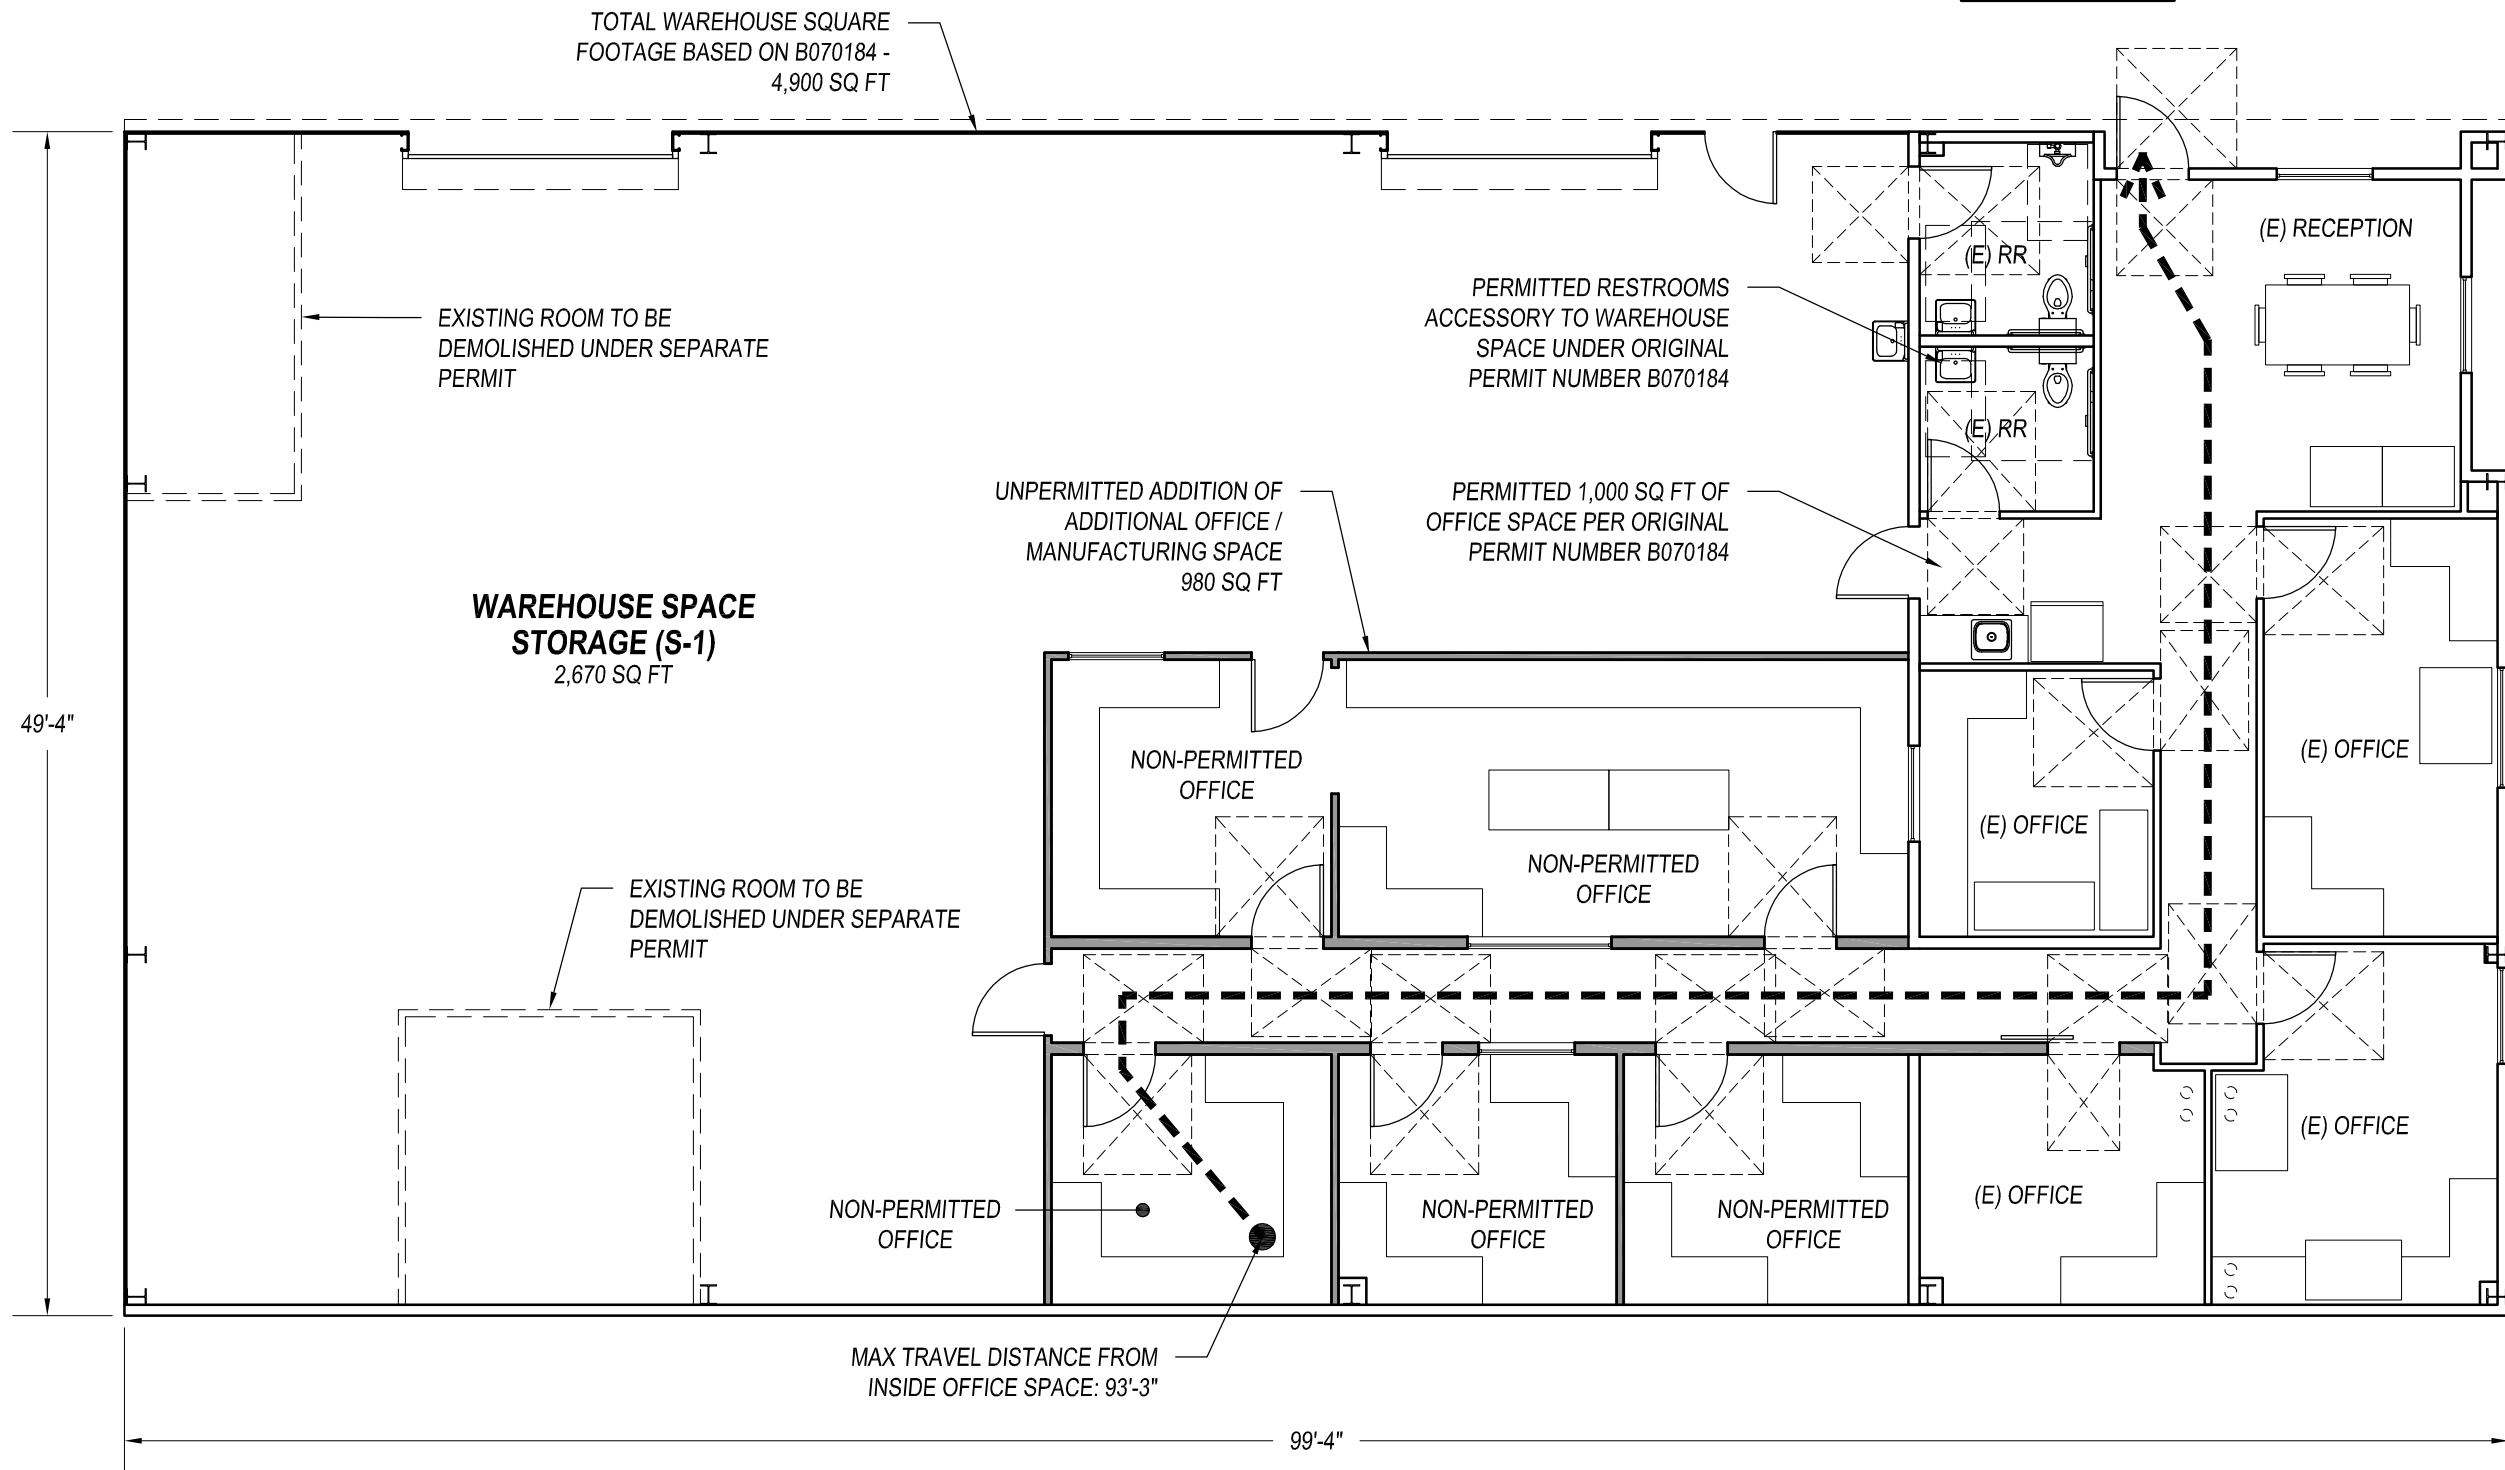 TOTAL WAREHOUSE SQUARE
FOOTAGE BASED ON B070184 -
4,900 SQ FT
(E) RECEPTION
(E) RR
PERMITTED RESTROOMS
ACCESSORY TO WAREHOUSE
SPACE UNDER ORIGINAL
PERMIT NUMBER B070184
EXISTING ROOM TO BE
DEMOLISHED UNDER SEPARATE
PERMIT
(E) RR
UNPERMITTED ADDITION OF
ADDITIONAL OFFICE /
MANUFACTURING SPACE
980 SQ FT
PERMITTED 1,000 SQ FT OF
OFFICE SPACE PER ORIGINAL
PERMIT NUMBER B070184
WAREHOUSE SPACE
STORAGE (S-1)
2,670 SQ FT
49'-4"
NON-PERMITTED
OFFICE
(E) OFFICE
(E) OFFICE
NON-PERMITTED
OFFICE
EXISTING ROOM TO BE
DEMOLISHED UNDER SEPARATE
PERMIT
(E) OFFICE
(E) OFFICE
NON-PERMITTED
OFFICE
NON-PERMITTED
OFFICE
NON-PERMITTED
OFFICE
MAX TRAVEL DISTANCE FROM
INSIDE OFFICE SPACE: 93'-3"
99'-4"